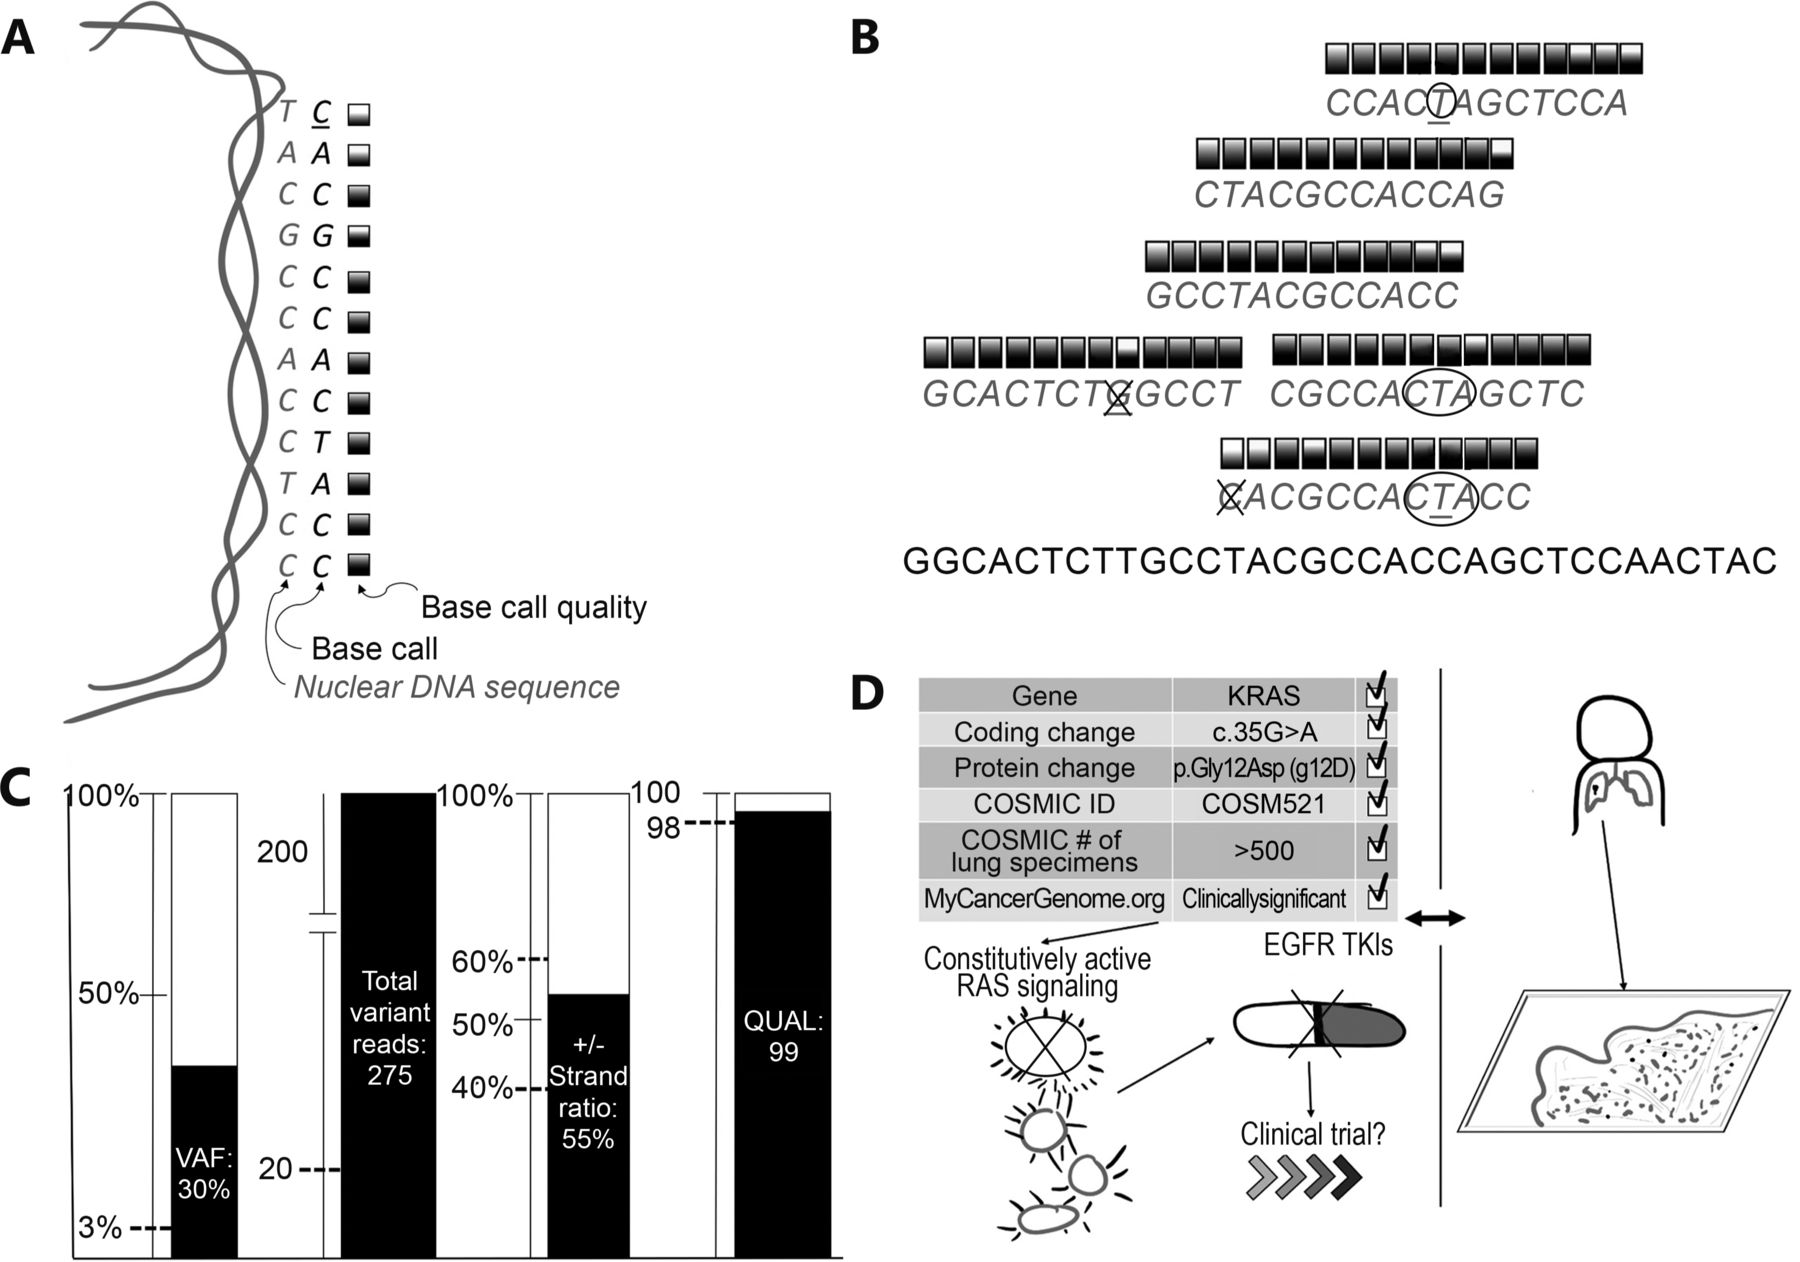 A
T C
A A
C C
G G
C C
C C
A A
C C
C T
T A
C C
C C
Base call quality
Base call
Nuclear DNA sequence
B
CCACTAGCTCCA
CTACGCCACCAG
GCCTACGCCACC
GCACTCTGGCCT CGCCACTAGCTC
CACGCCACTACC
GGCACTCTTGCCTACGCCACCAGCTCCAACTAC
C
100%
50%
3%
VAF:
30%
200
20
Total
variant
reads:
275
100%
60%
50%
40%
+/-
Strand
ratio:
55%
100
98
QUAL:
99
D
Gene KRAS
Coding change c.35G>A
Protein change p.Gly12Asp (g12D)
COSMIC ID COSM521
COSMIC # of
lung specimens >500
MyCancerGenome.org Clinicallysignificant
Constitutively active
RAS signaling
EGFR TKIs
Clinical trial?